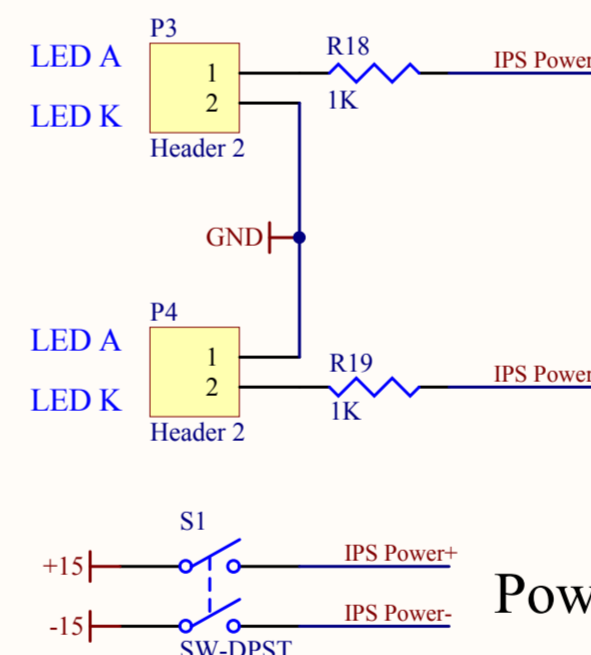 P3
LED A
1
R18
IPS Power
LED K
2
1K
Header 2
GND
P4
LED A
1
R19
IPS Power
LED K
2
1K
Header 2
S1
+15
IPS Power+
-15
IPS Power-
SW-DPST
Pow